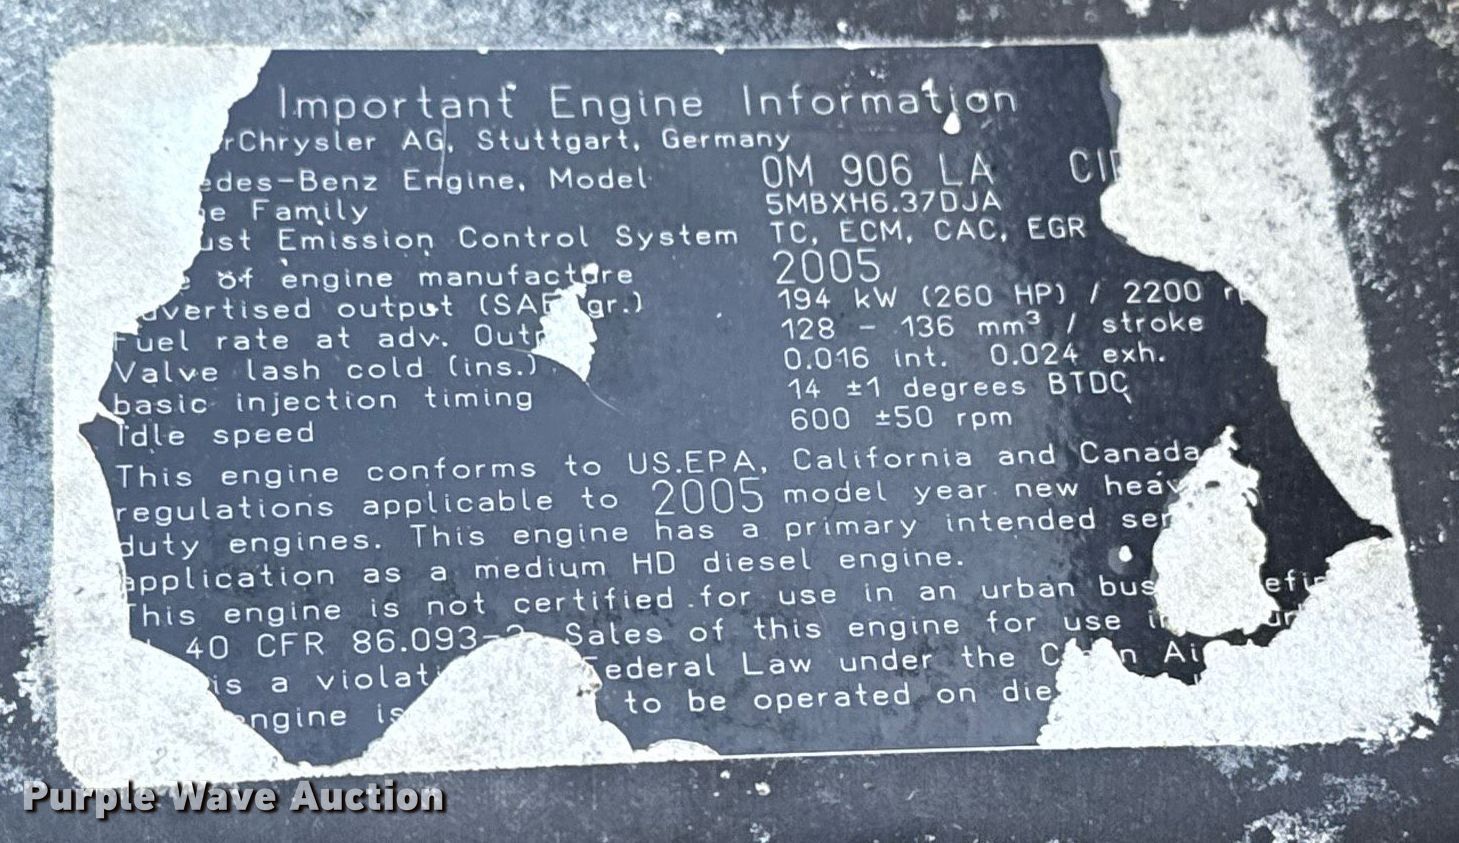 Important Engine Information
rChrysler AG, Stuttgart, Germany
edes-Benz Engine, Model OM 906 LA
e Family 5MBXH6.37DJA
ust Emission Control System TC, ECM, CAC, EGR
of engine manufacture 2005
vertised output (SAE gr.) 194 kW (260 HP) / 2200
Fuel rate at adv. Out 128 - 136 mm³ / stroke
Valve lash cold (ins.) 0.016 int. 0.024 exh.
basic injection timing 14 ±1 degrees BTDC
Idle speed 600 ±50 rpm
This engine conforms to US.EPA, California and Canada
regulations applicable to 2005 model year new heav
duty engines. This engine has a primary intended ser
application as a medium HD diesel engine.
This engine is not certified for use in an urban bus efin
40 CFR 86.093- Sales of this engine for use i
is a violati Federal Law under the C n Ai
ngine is to be operated on die
Purple Wave Auction